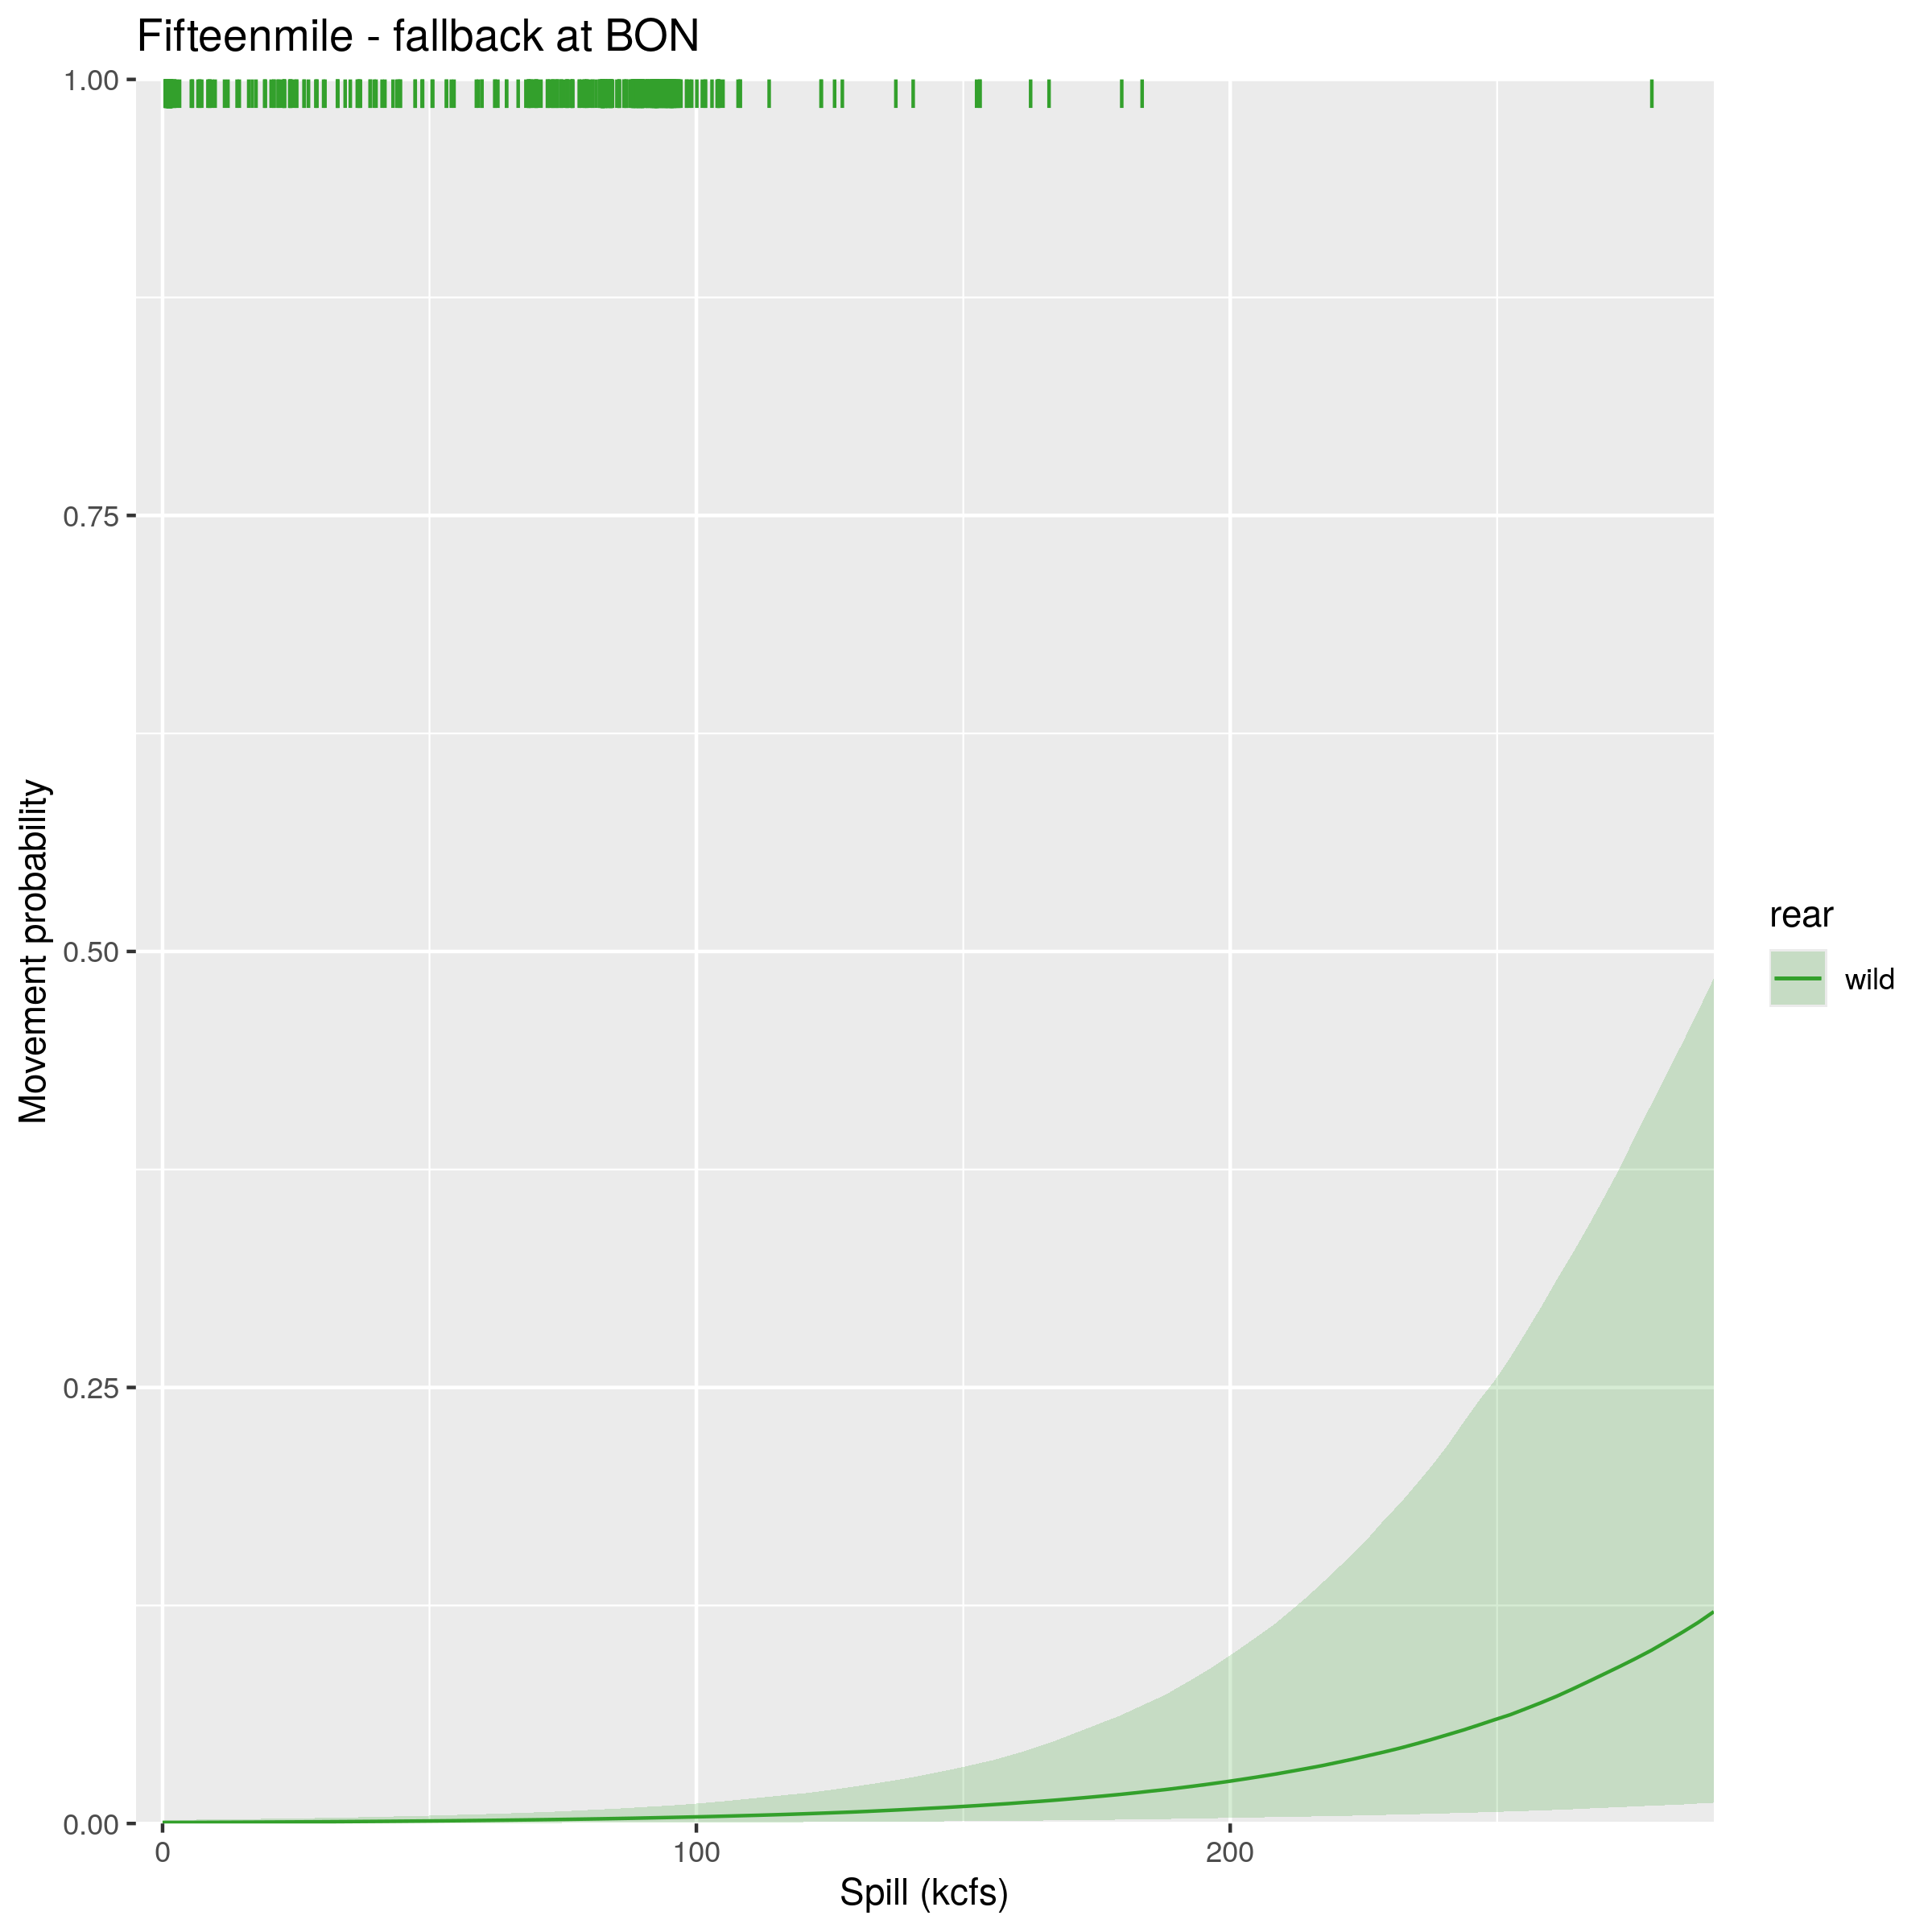 Fifteenmile - fallback at BON
1.00
0.75
0.50
0.25
0.00
Movement probability
0
100
200
Spill (kcfs)
rear
wild